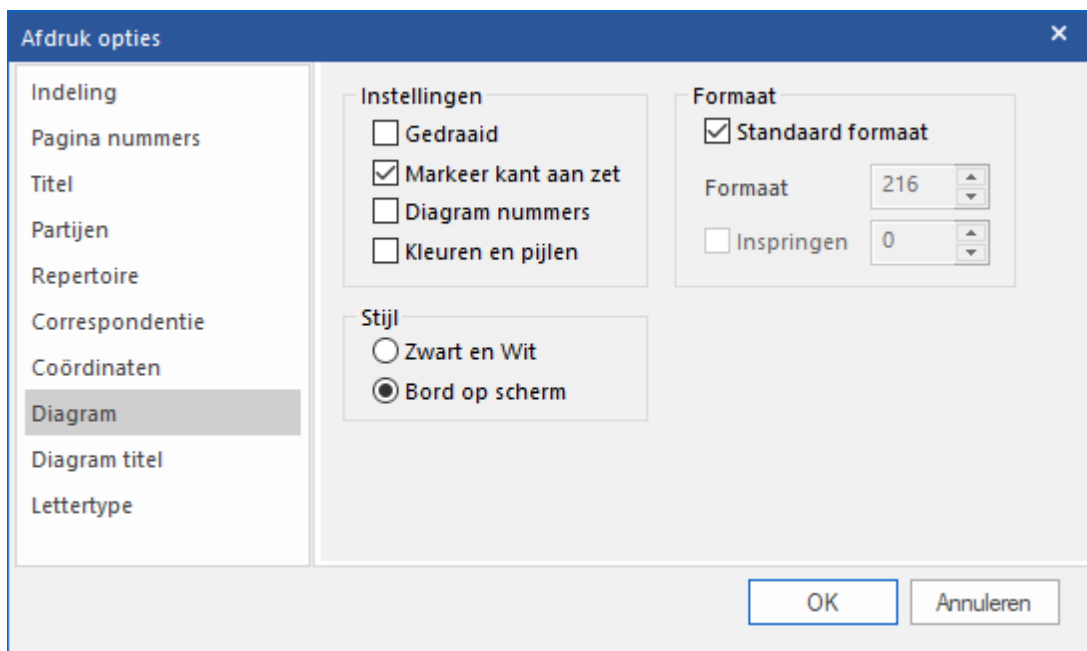 Afdruk opties
Indeling
Pagina nummers
Titel
Partijen
Repertoire
Correspondentie
Coördinaten
Diagram
Diagram titel
Lettertype
Instellingen
Gedraaid
Markeer kant aan zet
Diagram nummers
Kleuren en pijlen
Formaat
Standaard formaat
Formaat 216
Inspringen 0
Stijl
Zwart en Wit
Bord op scherm
OK Annuleren